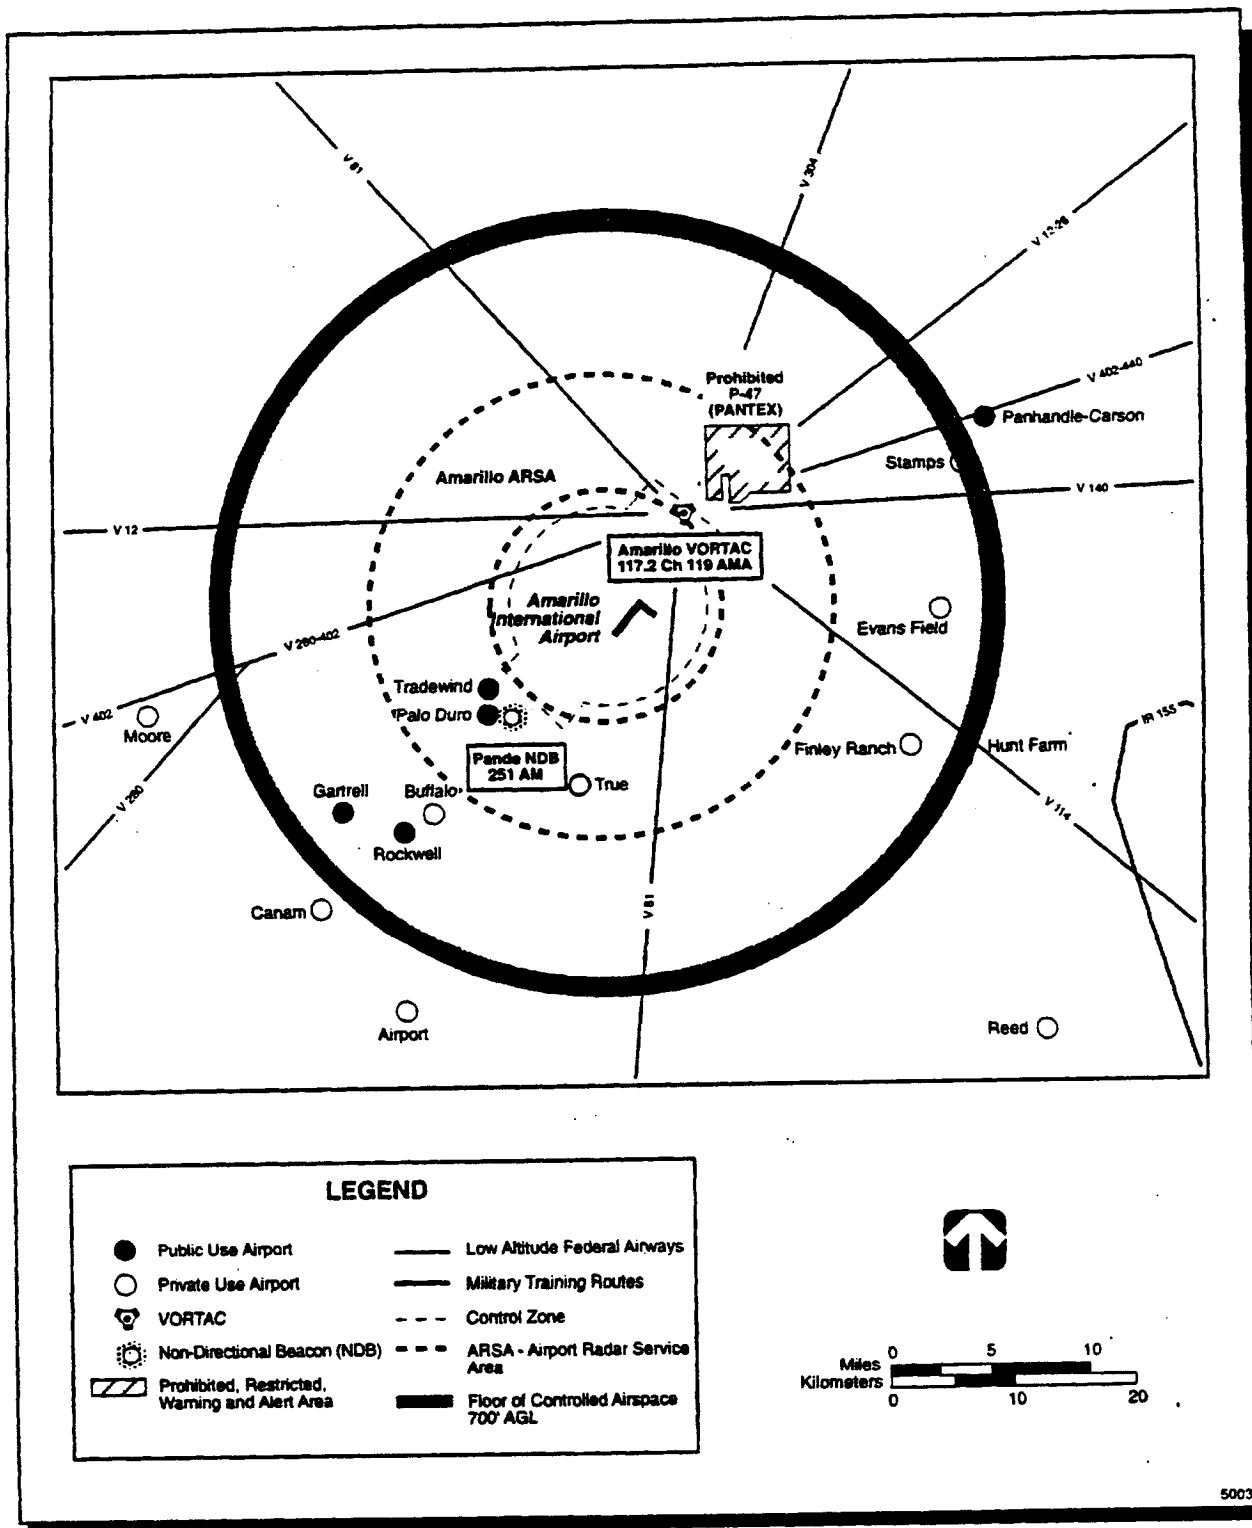 V 81
V 304
V 12-28
Prohibited
P-47
(PANTEX)
V 402-440
Panhandle-Carson
Stamps
Amarillo ARSA
V 140
V 12
Amarillo VORTAC
117.2 Ch 119 AMA
Amarillo
International
Airport
Evans Field
V 280-402
Tradewind
Palo Duro
V 402
Moore
IR 155
Finley Ranch
Hunt Farm
Pande NDB
251 AM
True
Gartrell
Buffalo
V 280
V 114
Rockwell
Canam
V 81
Airport
Reed
LEGEND
Public Use Airport
Private Use Airport
VORTAC
Non-Directional Beacon (NDB)
Prohibited, Restricted,
Warning and Alert Area
Low Altitude Federal Airways
Military Training Routes
Control Zone
ARSA - Airport Radar Service
Area
Floor of Controlled Airspace
700' AGL
0 5 10
Miles
Kilometers
0 10 20
5003